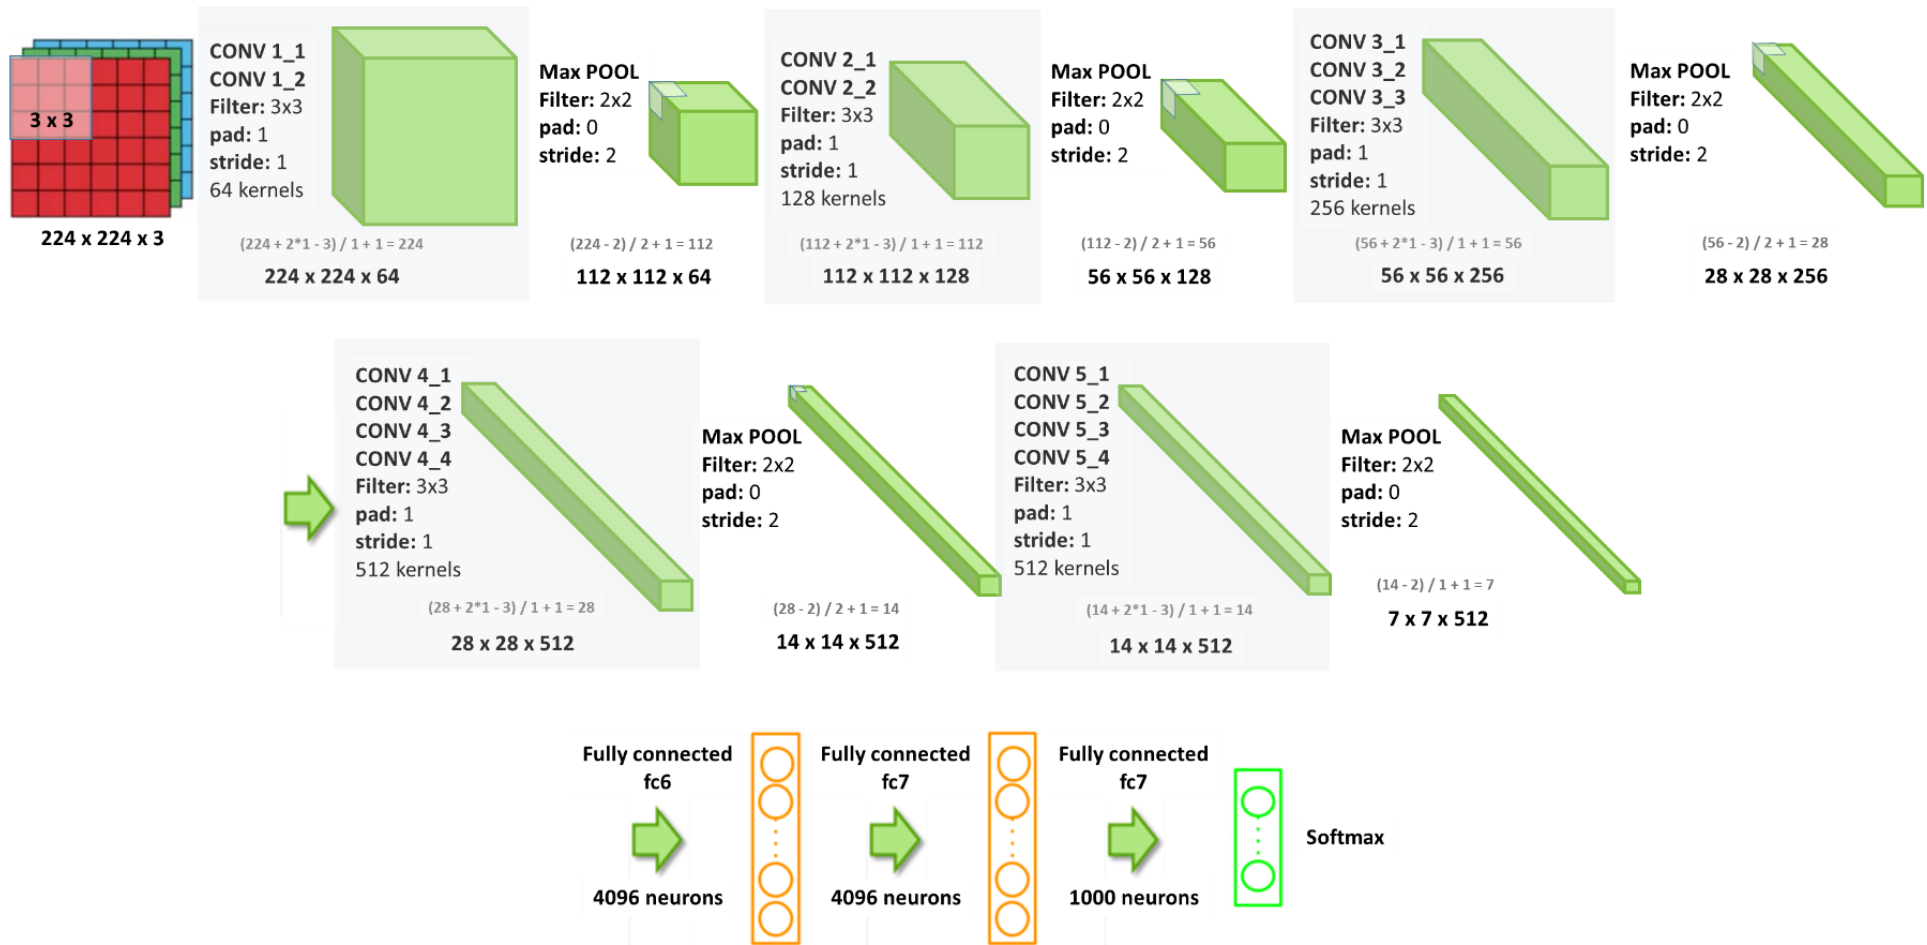 3 x 3
224 x 224 x 3
CONV 1_1
CONV 1_2
Filter: 3x3
pad: 1
stride: 1
64 kernels
(224 + 2*1 - 3) / 1 + 1 = 224
224 x 224 x 64
Max POOL
Filter: 2x2
pad: 0
stride: 2
(224 - 2) / 2 + 1 = 112
112 x 112 x 64
CONV 2_1
CONV 2_2
Filter: 3x3
pad: 1
stride: 1
128 kernels
(112 + 2*1 - 3) / 1 + 1 = 112
112 x 112 x 128
Max POOL
Filter: 2x2
pad: 0
stride: 2
(112 - 2) / 2 + 1 = 56
56 x 56 x 128
CONV 3_1
CONV 3_2
CONV 3_3
Filter: 3x3
pad: 1
stride: 1
256 kernels
(56 + 2*1 - 3) / 1 + 1 = 56
56 x 56 x 256
Max POOL
Filter: 2x2
pad: 0
stride: 2
(56 - 2) / 2 + 1 = 28
28 x 28 x 256
CONV 4_1
CONV 4_2
CONV 4_3
CONV 4_4
Filter: 3x3
pad: 1
stride: 1
512 kernels
(28 + 2*1 - 3) / 1 + 1 = 28
28 x 28 x 512
Max POOL
Filter: 2x2
pad: 0
stride: 2
(28 - 2) / 2 + 1 = 14
14 x 14 x 512
CONV 5_1
CONV 5_2
CONV 5_3
CONV 5_4
Filter: 3x3
pad: 1
stride: 1
512 kernels
(14 + 2*1 - 3) / 1 + 1 = 14
14 x 14 x 512
Max POOL
Filter: 2x2
pad: 0
stride: 2
(14 - 2) / 1 + 1 = 7
7 x 7 x 512
Fully connected
fc6
4096 neurons
Fully connected
fc7
4096 neurons
Fully connected
fc7
1000 neurons
Softmax